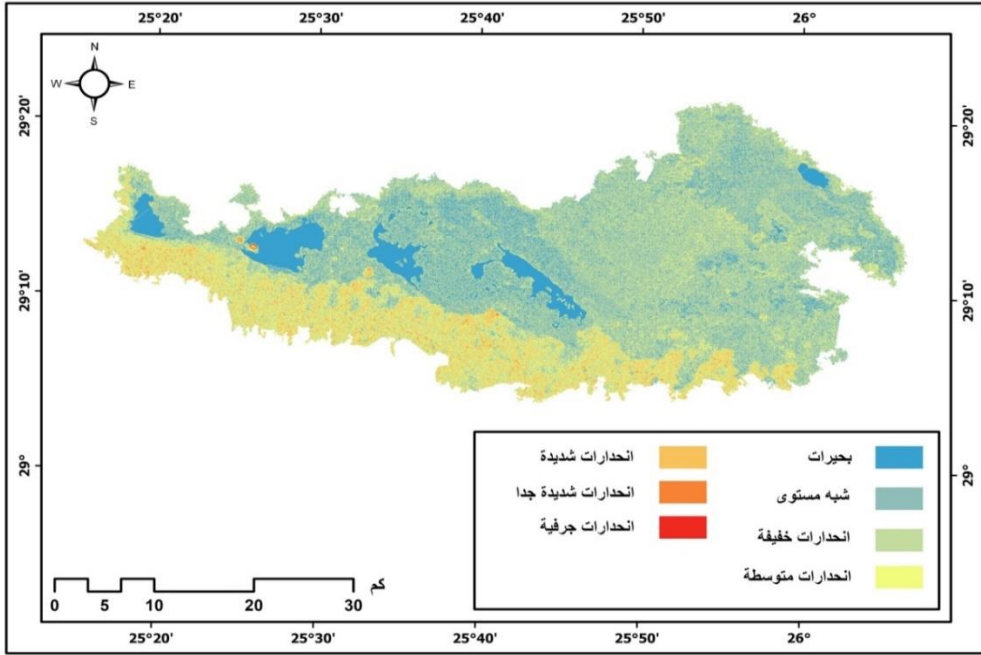 25°20' 25°30' 25°40' 25°50' 26°
N
W E
S
29°20' 29°20'
29°10' 29°10'
29° 29°
بحيرات
شبه مستوى
انحدارات خفيفة
انحدارات متوسطة
انحدارات شديدة
انحدارات شديدة جدا
انحدارات جرفية
كم
0 5 10 20 30
25°20' 25°30' 25°40' 25°50' 26°